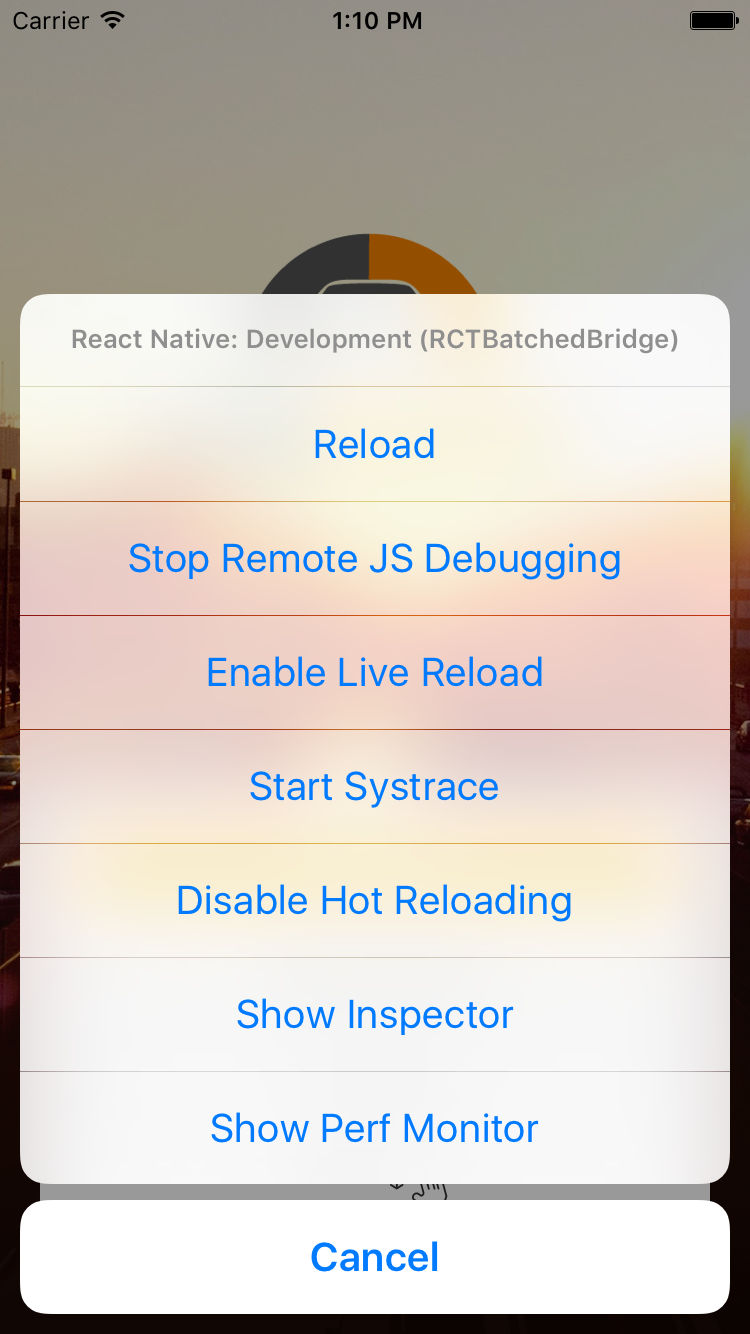 Carrier 1:10 PM
React Native: Development (RCTBatchedBridge)
Reload
Stop Remote JS Debugging
Enable Live Reload
Start Systrace
Disable Hot Reloading
Show Inspector
Show Perf Monitor
Cancel